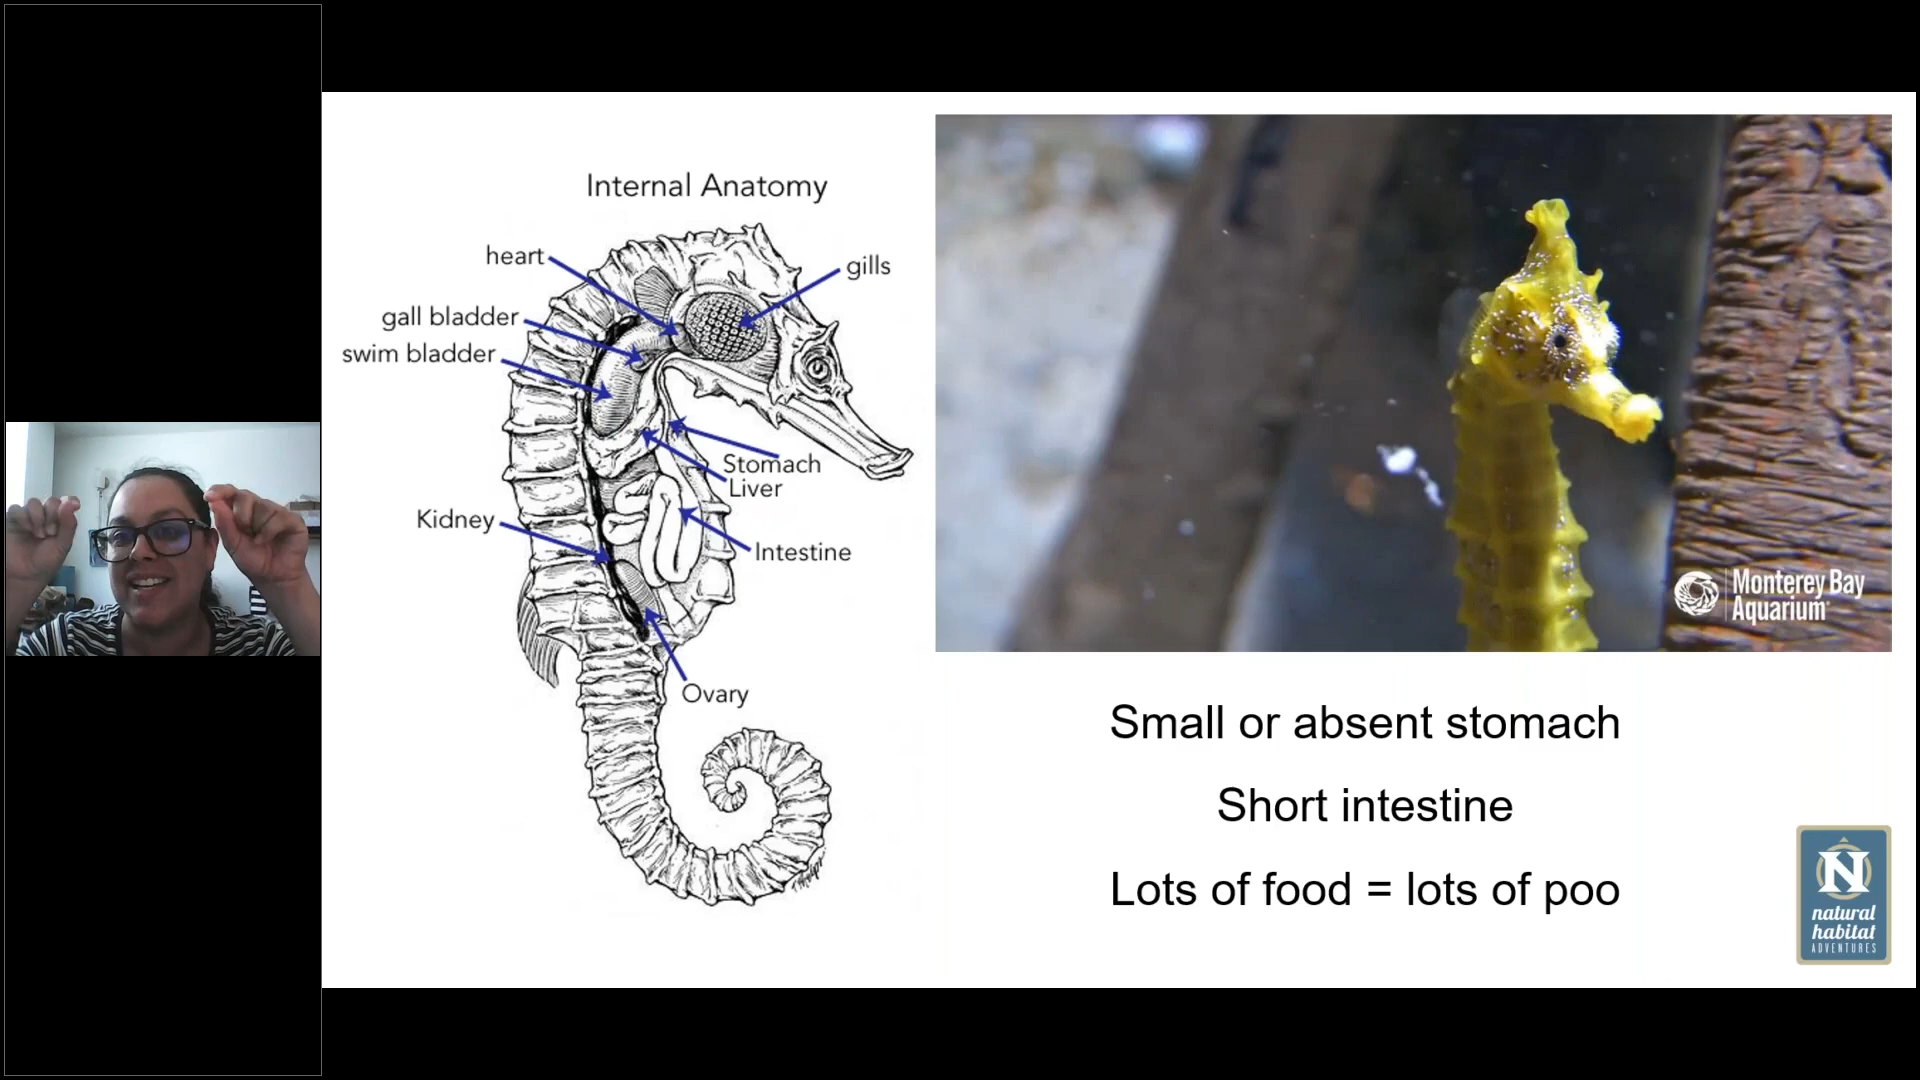 Internal Anatomy
heart
gills
gall bladder
swim bladder
Stomach
Liver
Kidney
Intestine
Ovary
Monterey Bay
Aquarium
Small or absent stomach
Short intestine
Lots of food = lots of poo
N
natural
habitat
ADVENTURES